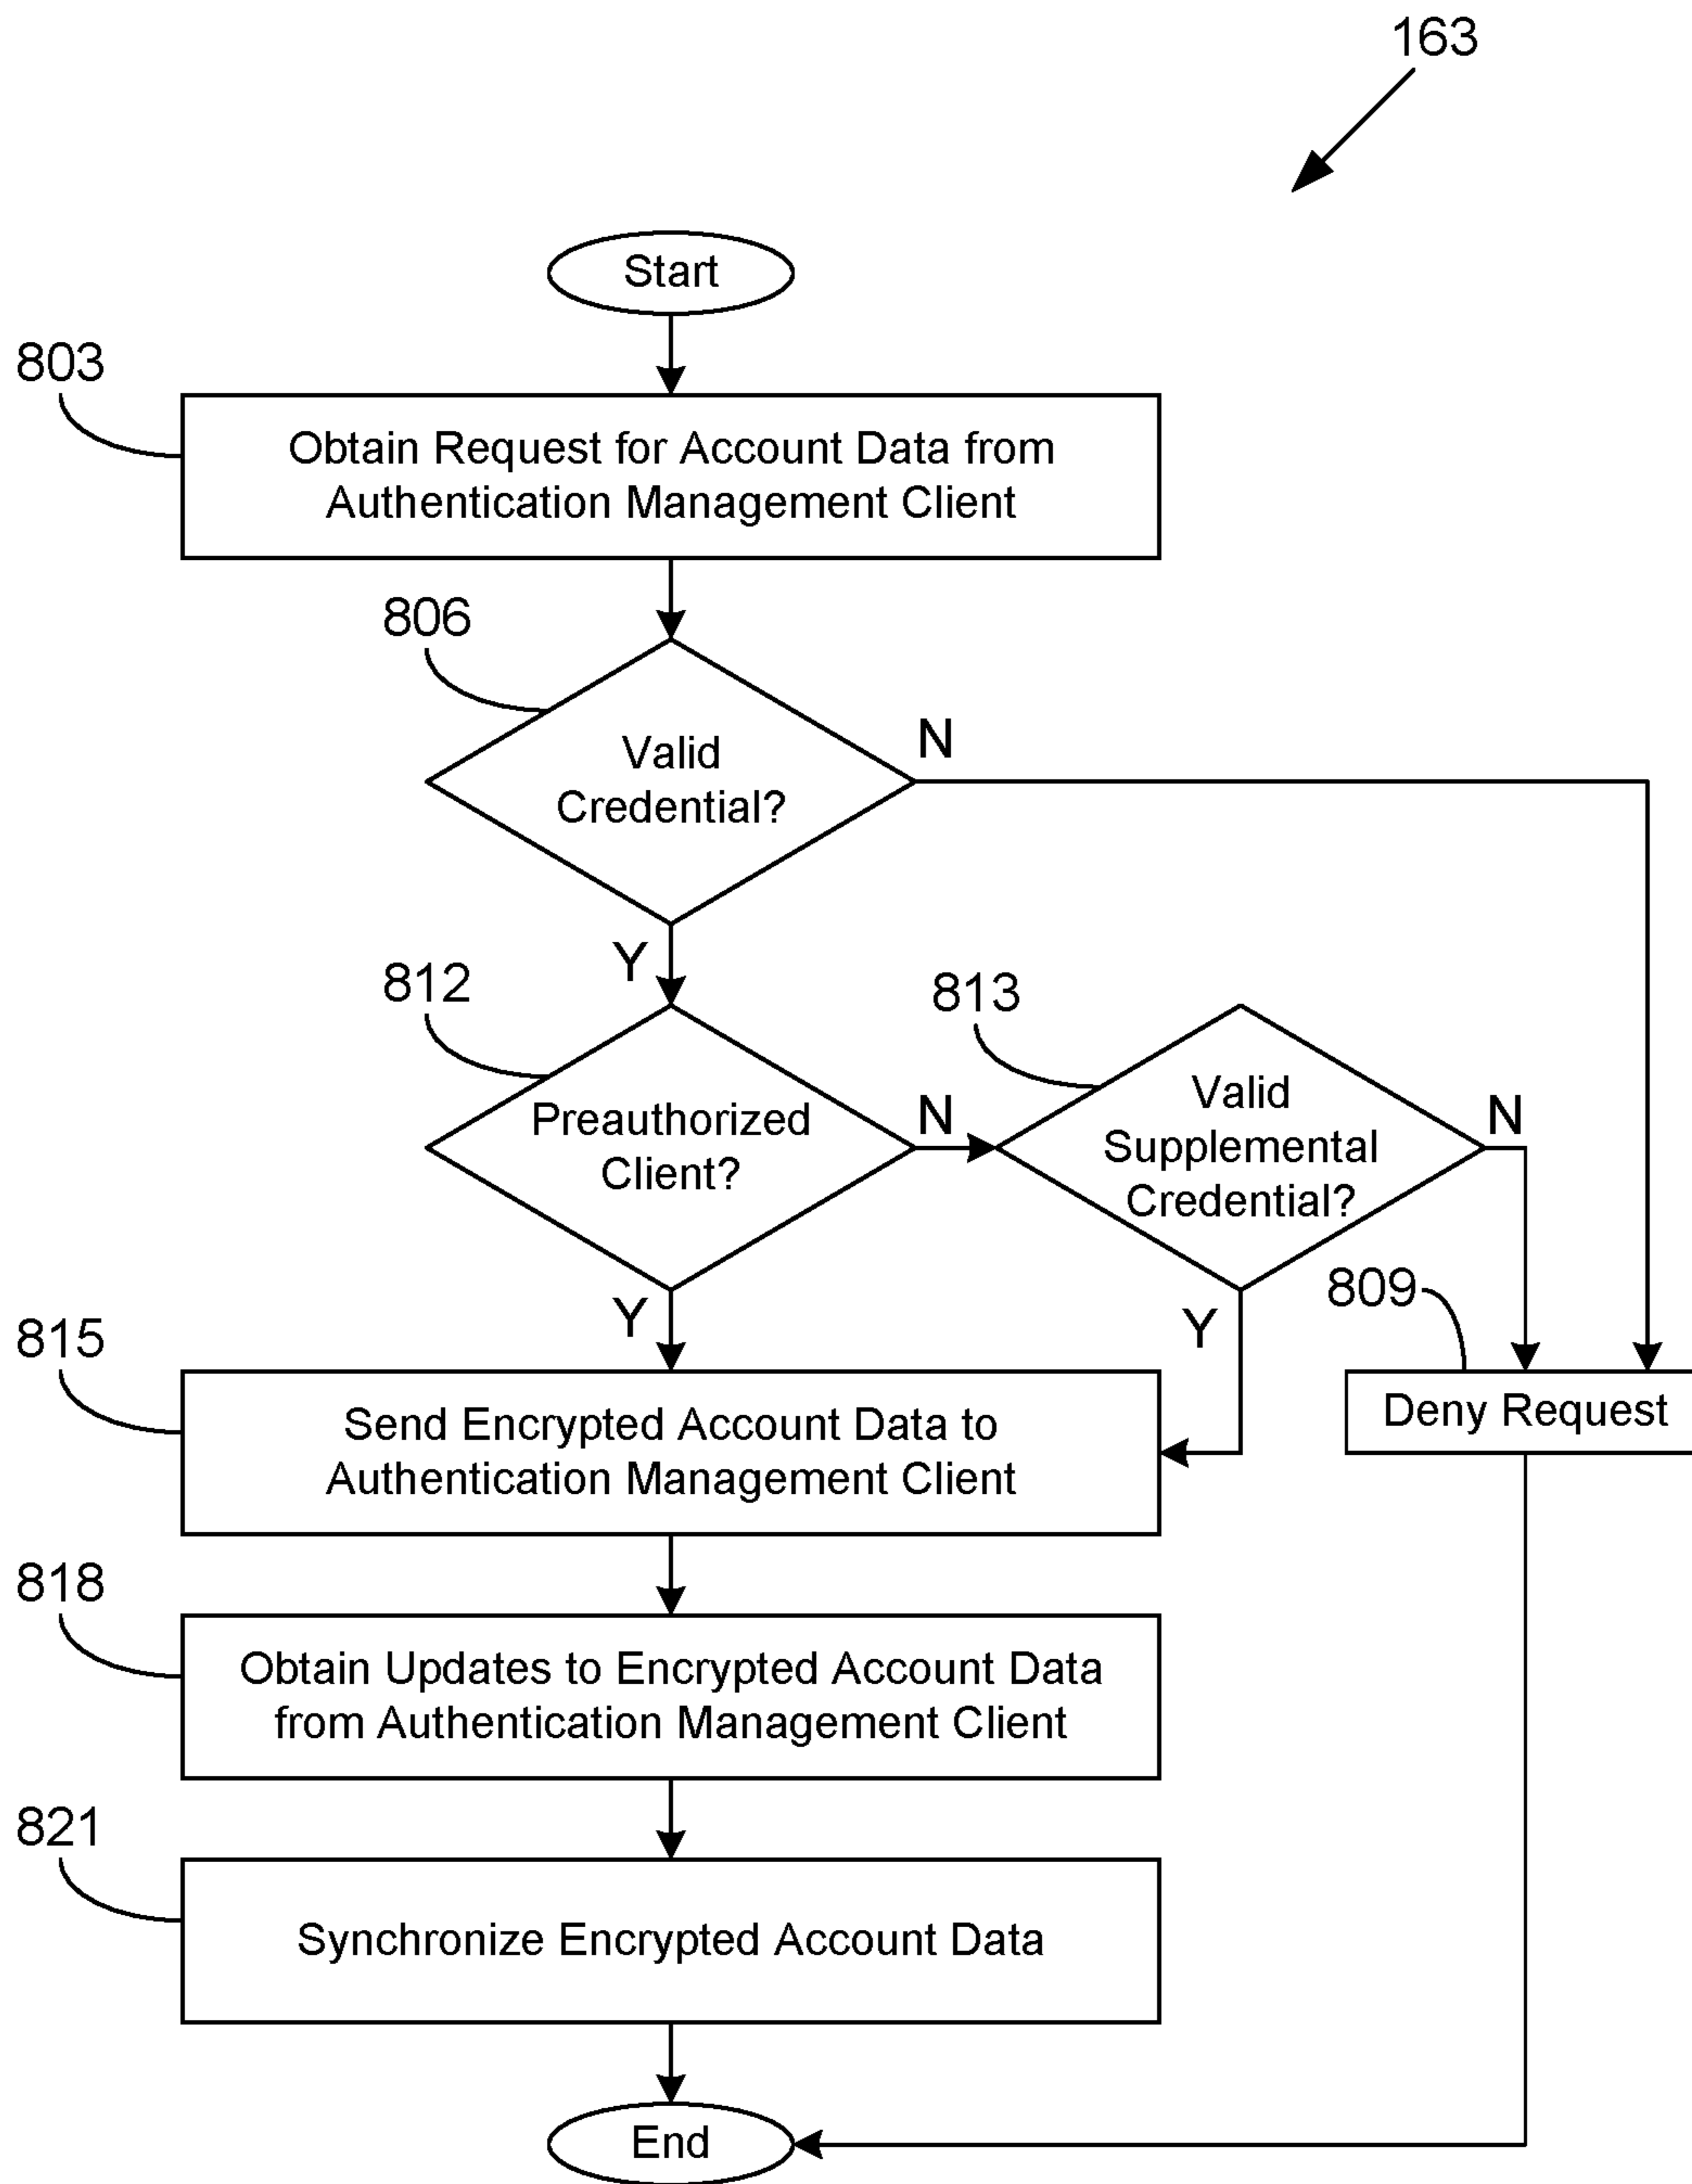 163
Start
803
Obtain Request for Account Data from
Authentication Management Client
806
Valid
Credential?
N
Y
812
813
Preauthorized
Client?
N
Valid
Supplemental
Credential?
N
Y
Y
809
815
Send Encrypted Account Data to
Authentication Management Client
Deny Request
818
Obtain Updates to Encrypted Account Data
from Authentication Management Client
821
Synchronize Encrypted Account Data
End